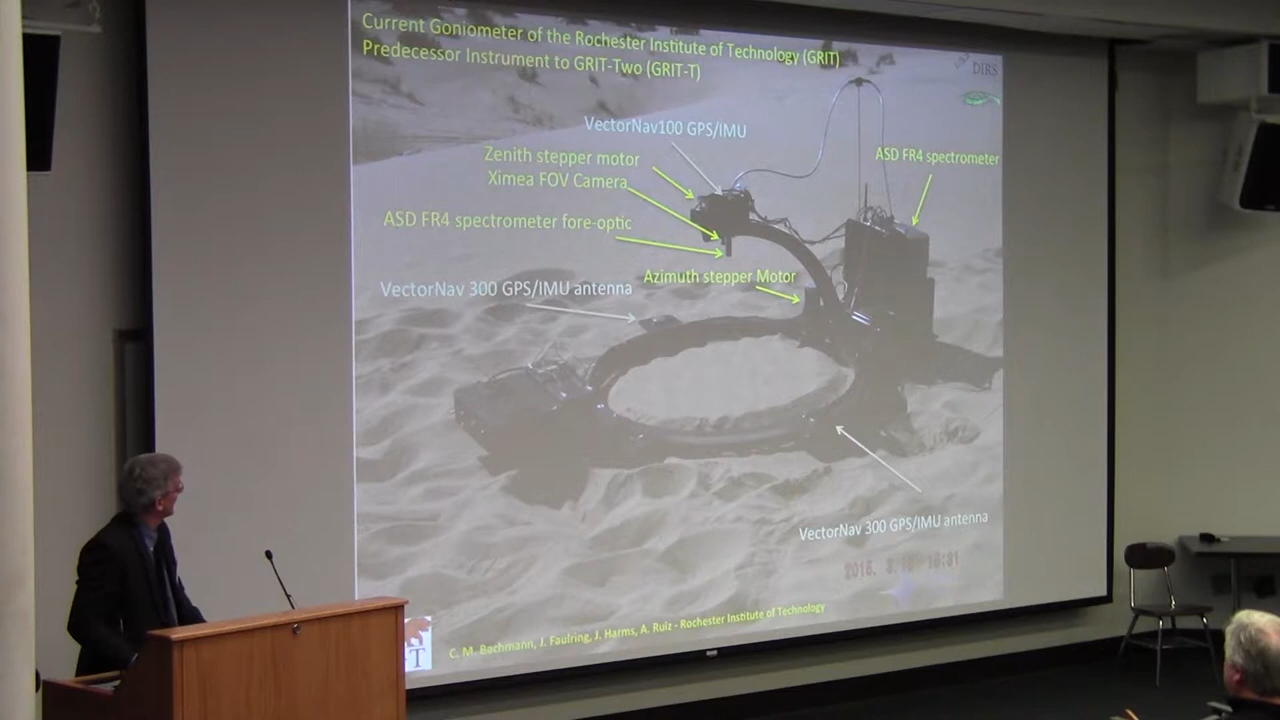 Current Goniometer of the Rochester Institute of Technology (GRIT)
Predecessor Instrument to GRIT-Two (GRIT-T)
DIRS
VectorNav100 GPS/IMU
Zenith stepper motor
ASD FR4 spectrometer
Ximea FOV Camera
ASD FR4 spectrometer fore-optic
Azimuth stepper Motor
VectorNav 300 GPS/IMU antenna
VectorNav 300 GPS/IMU antenna
C. M. Bachmann, J. Faulring, J. Harms, A. Ruiz - Rochester Institute of Technology